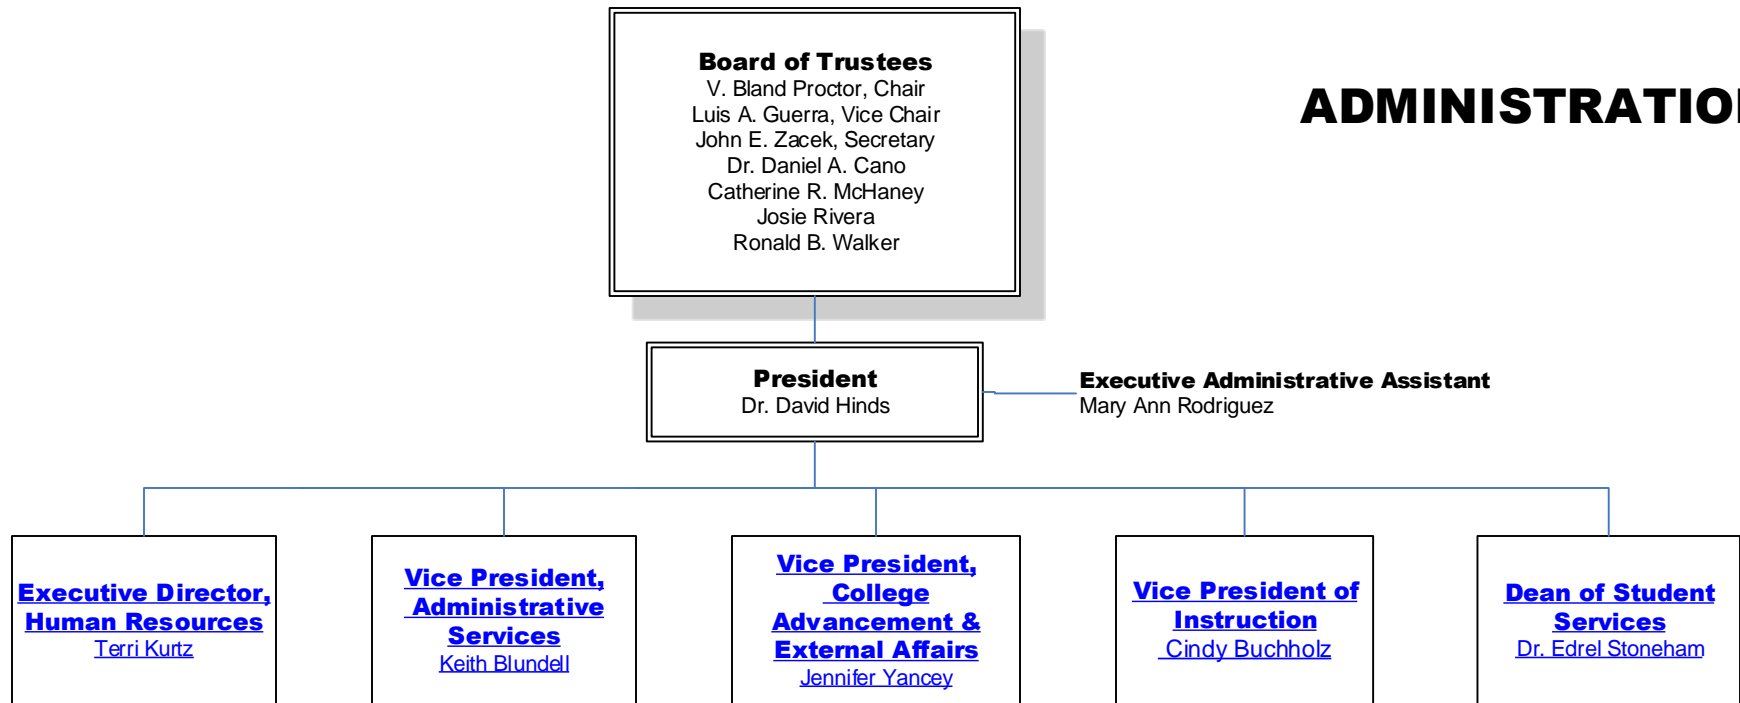 Board of Trustees
V. Bland Proctor, Chair
Luis A. Guerra, Vice Chair
John E. Zacek, Secretary
Dr. Daniel A. Cano
Catherine R. McHaney
Josie Rivera
Ronald B. Walker
ADMINISTRATIO
President
Dr. David Hinds
Executive Administrative Assistant
Mary Ann Rodriguez
Executive Director,
Human Resources
Terri Kurtz
Vice President,
Administrative
Services
Keith Blundell
Vice President,
College
Advancement &
External Affairs
Jennifer Yancey
Vice President of
Instruction
Cindy Buchholz
Dean of Student
Services
Dr. Edrel Stoneham